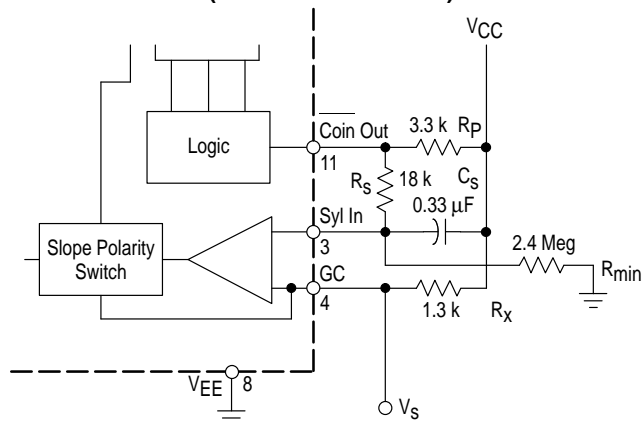 VCC
Coin Out
3.3 k
RP
Logic
11
RS
18 k
CS
0.33 µF
Syl In
3
2.4 Meg
Slope Polarity
Switch
GC
4
Rmin
1.3 k
RX
VEE
8
VS